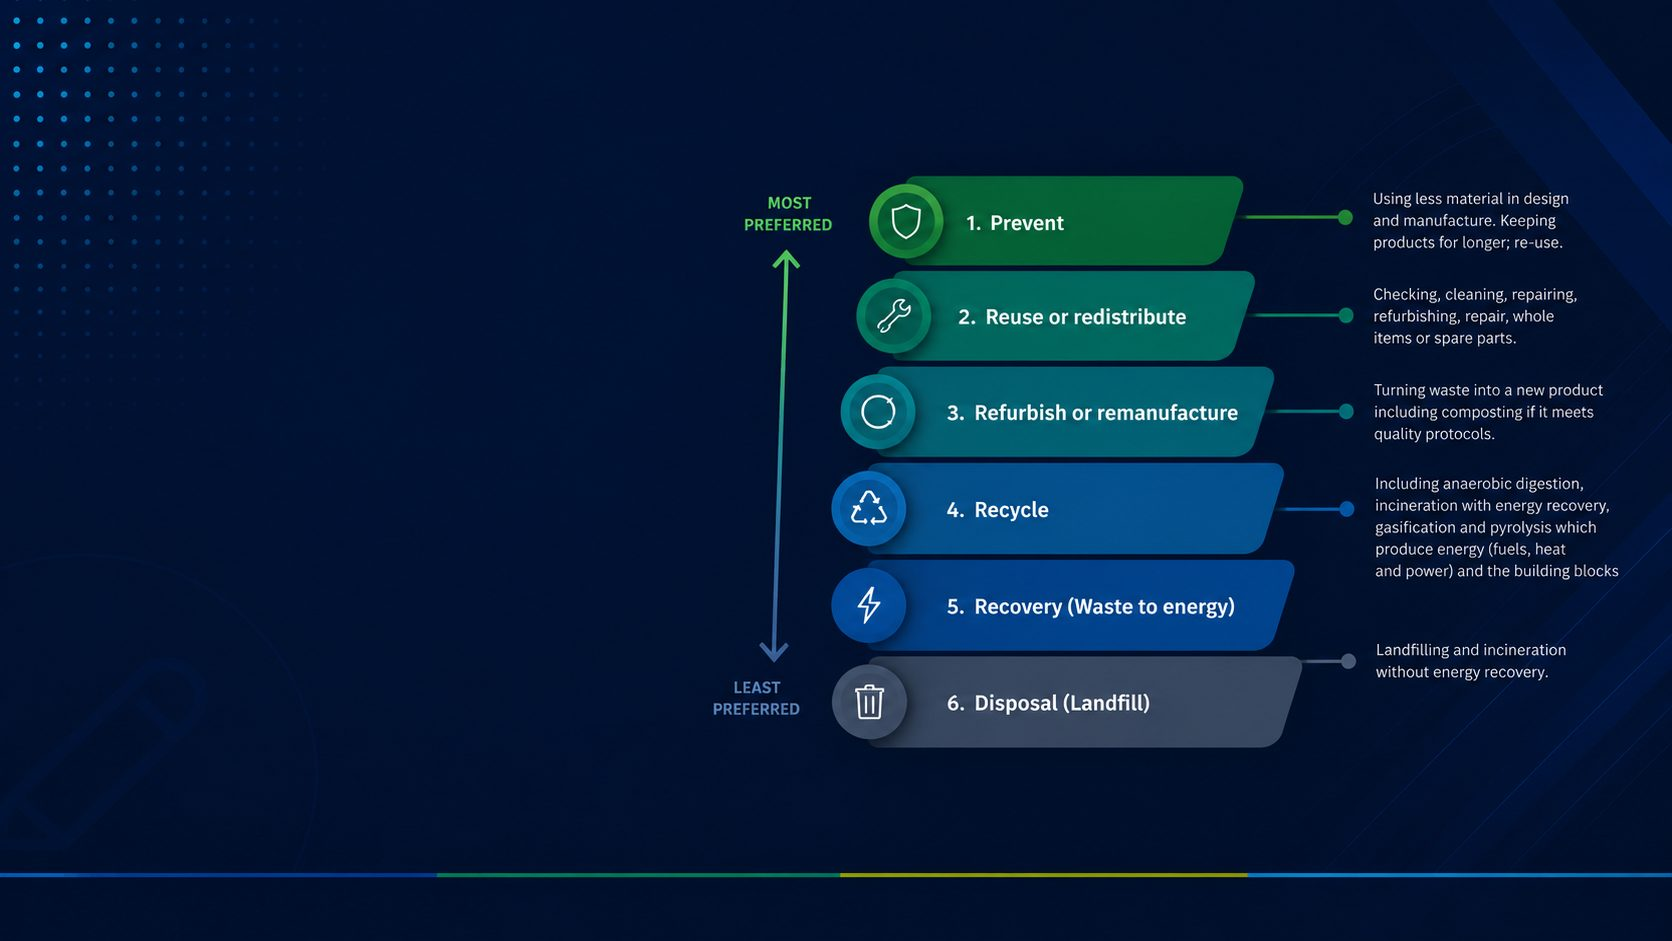 MOST
PREFERRED
1. Prevent
Using less material in design
and manufacture. Keeping
products for longer; re-use.
2. Reuse or redistribute
Checking, cleaning, repairing,
refurbishing, repair, whole
items or spare parts.
3. Refurbish or remanufacture
Turning waste into a new product
including composting if it meets
quality protocols.
4. Recycle
Including anaerobic digestion,
incineration with energy recovery,
gasification and pyrolysis which
produce energy (fuels, heat
and power) and the building blocks
5. Recovery (Waste to energy)
Landfilling and incineration
without energy recovery.
6. Disposal (Landfill)
LEAST
PREFERRED